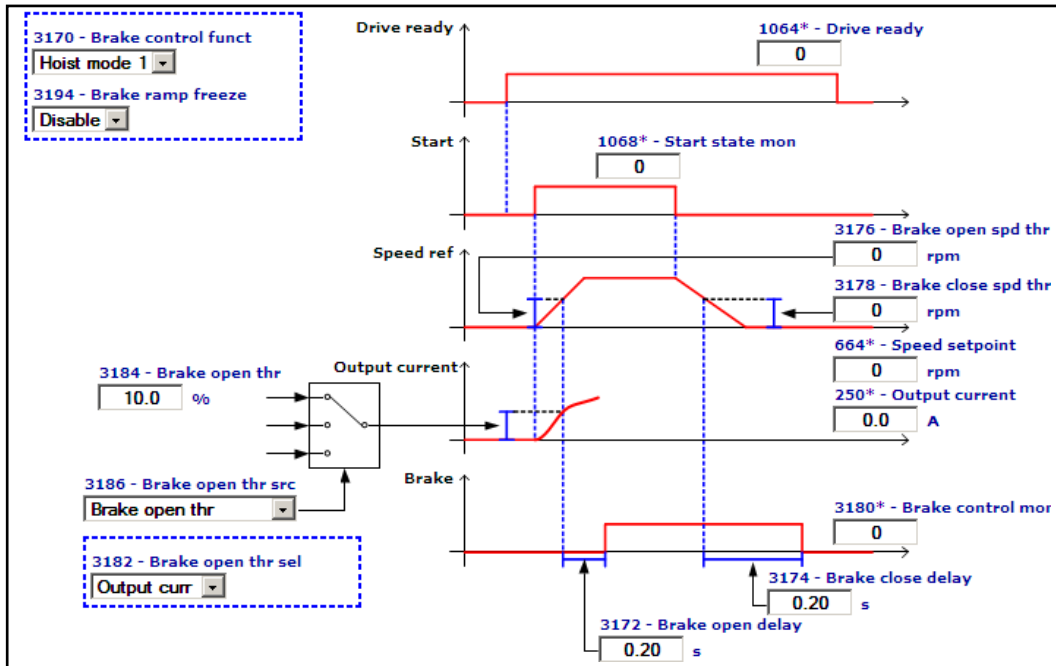 3170 - Brake control funct
Hoist mode 1
3194 - Brake ramp freeze
Disable
Drive ready
1064* - Drive ready
0
Start
1068* - Start state mon
0
Speed ref
3176 - Brake open spd thr
0 rpm
3178 - Brake close spd thr
0 rpm
664* - Speed setpoint
0 rpm
Output current
250* - Output current
0.0 A
3184 - Brake open thr
10.0 %
3186 - Brake open thr src
Brake open thr
3182 - Brake open thr sel
Output curr
Brake
3180* - Brake control mor
0
3174 - Brake close delay
0.20 s
3172 - Brake open delay
0.20 s